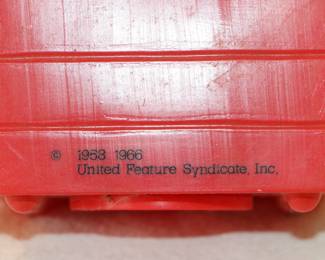 © 1958 1966
United Feature Syndicate, Inc.